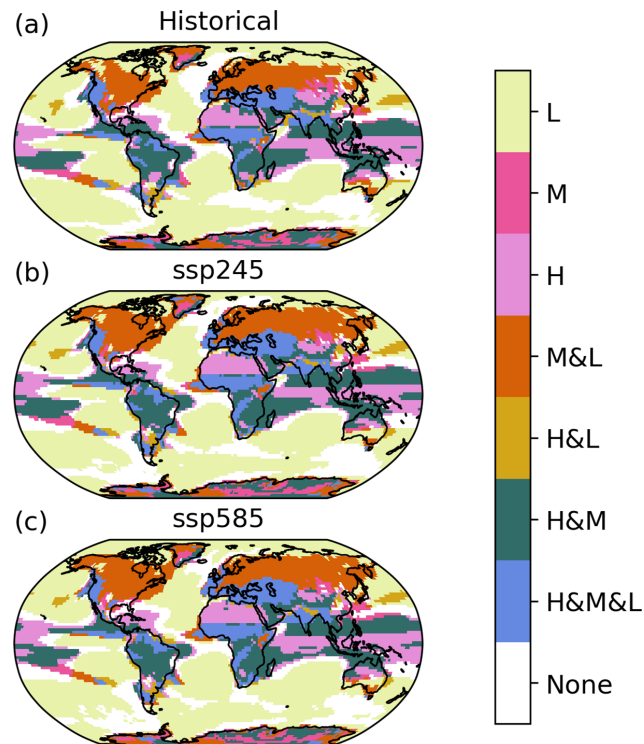 (a)
Historical
(b)
ssp245
(c)
ssp585
L
M
H
M&L
H&L
H&M
H&M&L
None